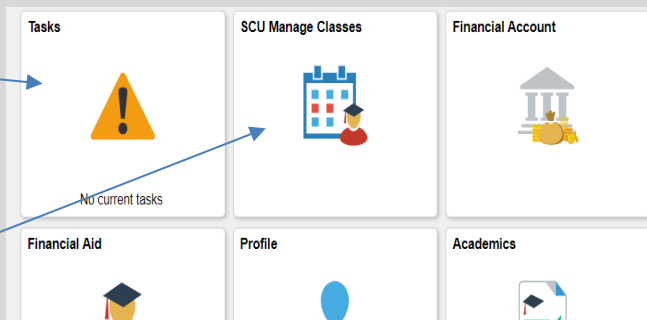 Tasks
SCU Manage Classes
Financial Account
No current tasks
Financial Aid
Profile
Academics